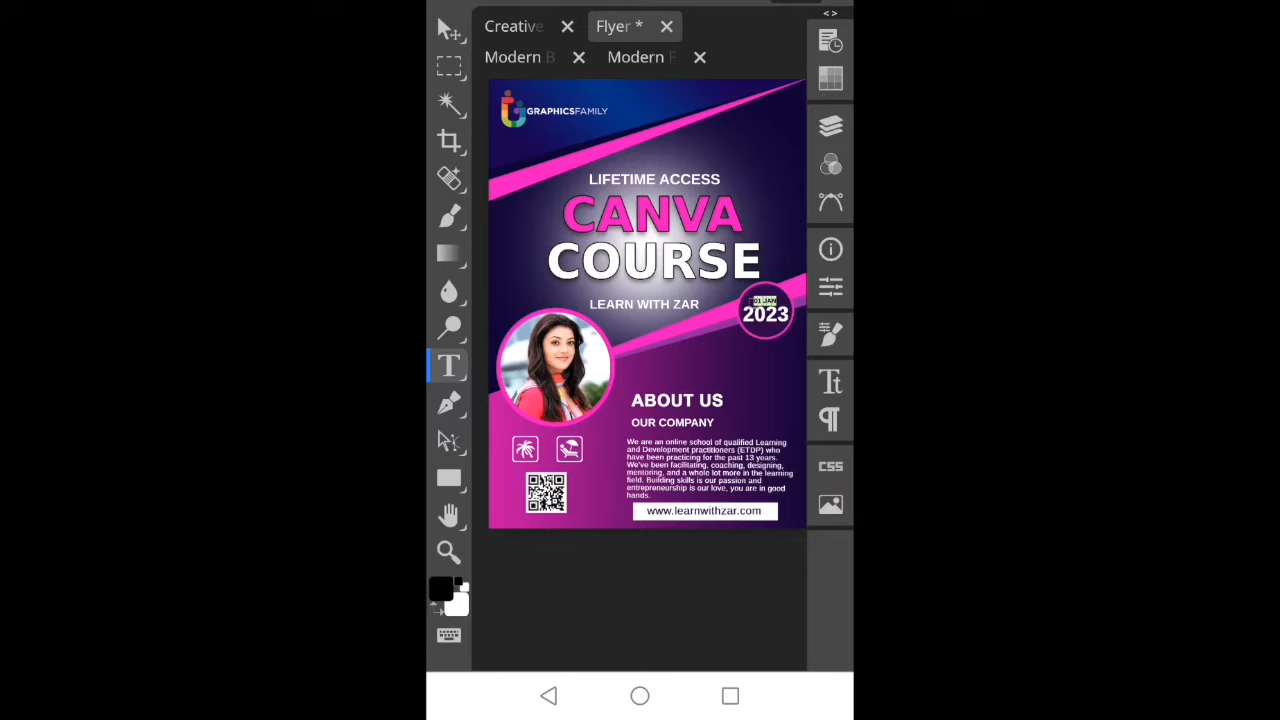 Creative
Flyer *
Modern B
Modern F
GRAPHICSFAMILY
LIFETIME ACCESS
CANVA
COURSE
LEARN WITH ZAR
01 JAN
2023
ABOUT US
OUR COMPANY
We are an online school of qualified Learning
and Development practitioners (ETDP) who
have been practicing for the past 13 years.
We've been facilitating, coaching, designing,
mentoring, and a whole lot more in the learning
field. Building skills is our passion and
entrepreneurship is our love, you are in good
hands.
www.learnwithzar.com
CSS